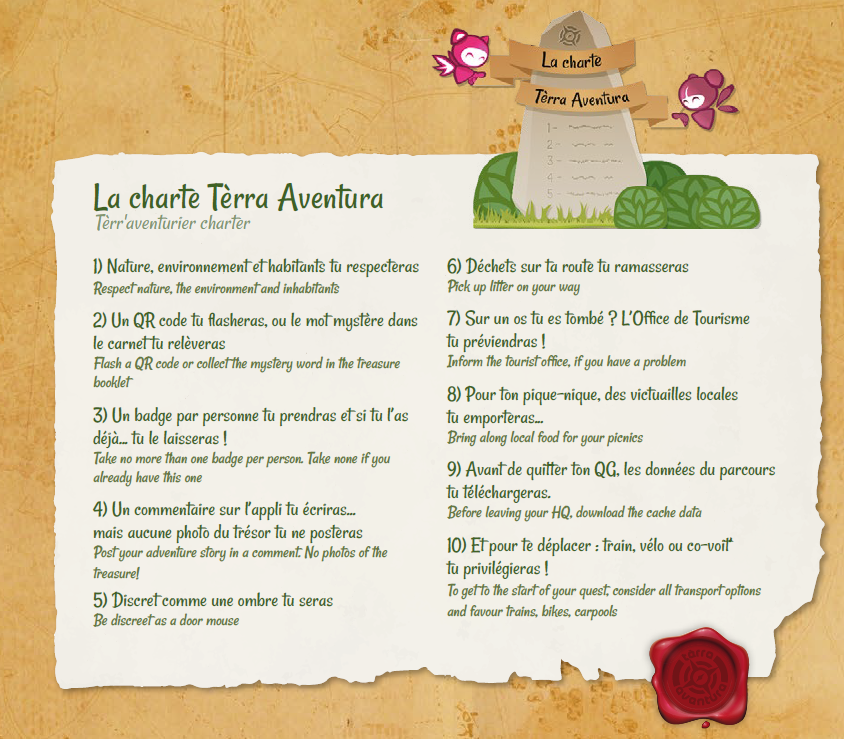 La charte
Tèrra Aventura
1-
2-
3-
4-
5-
La charte Tèrra Aventura
Tèrr'aventurier charter
1) Nature, environnement et habitants tu respecteras
Respect nature, the environment and inhabitants
2) Un QR code tu flasheras, ou le mot mystère dans
le carnet tu relèveras
Flash a QR code or collect the mystery word in the treasure
booklet
3) Un badge par personne tu prendras et si tu l'as
déjà... tu le laisseras !
Take no more than one badge per person. Take none if you
already have this one
4) Un commentaire sur l'appli tu écriras...
mais aucune photo du trésor tu ne posteras
Post your adventure story in a comment. No photos of the
treasure!
5) Discret comme une ombre tu seras
Be discreet as a door mouse
6) Déchets sur ta route tu ramasseras
Pick up litter on your way
7) Sur un os tu es tombé ? L'Office de Tourisme
tu préviendras !
Inform the tourist office, if you have a problem
8) Pour ton pique-nique, des victuailles locales
tu emporteras...
Bring along local food for your picnics
9) Avant de quitter ton QG, les données du parcours
tu téléchargeras.
Before leaving your HQ, download the cache data
10) Et pour te déplacer : train, vélo ou co-voit'
tu privilégieras !
To get to the start of your quest, consider all transport options
and favour trains, bikes, carpools
terra
aventura